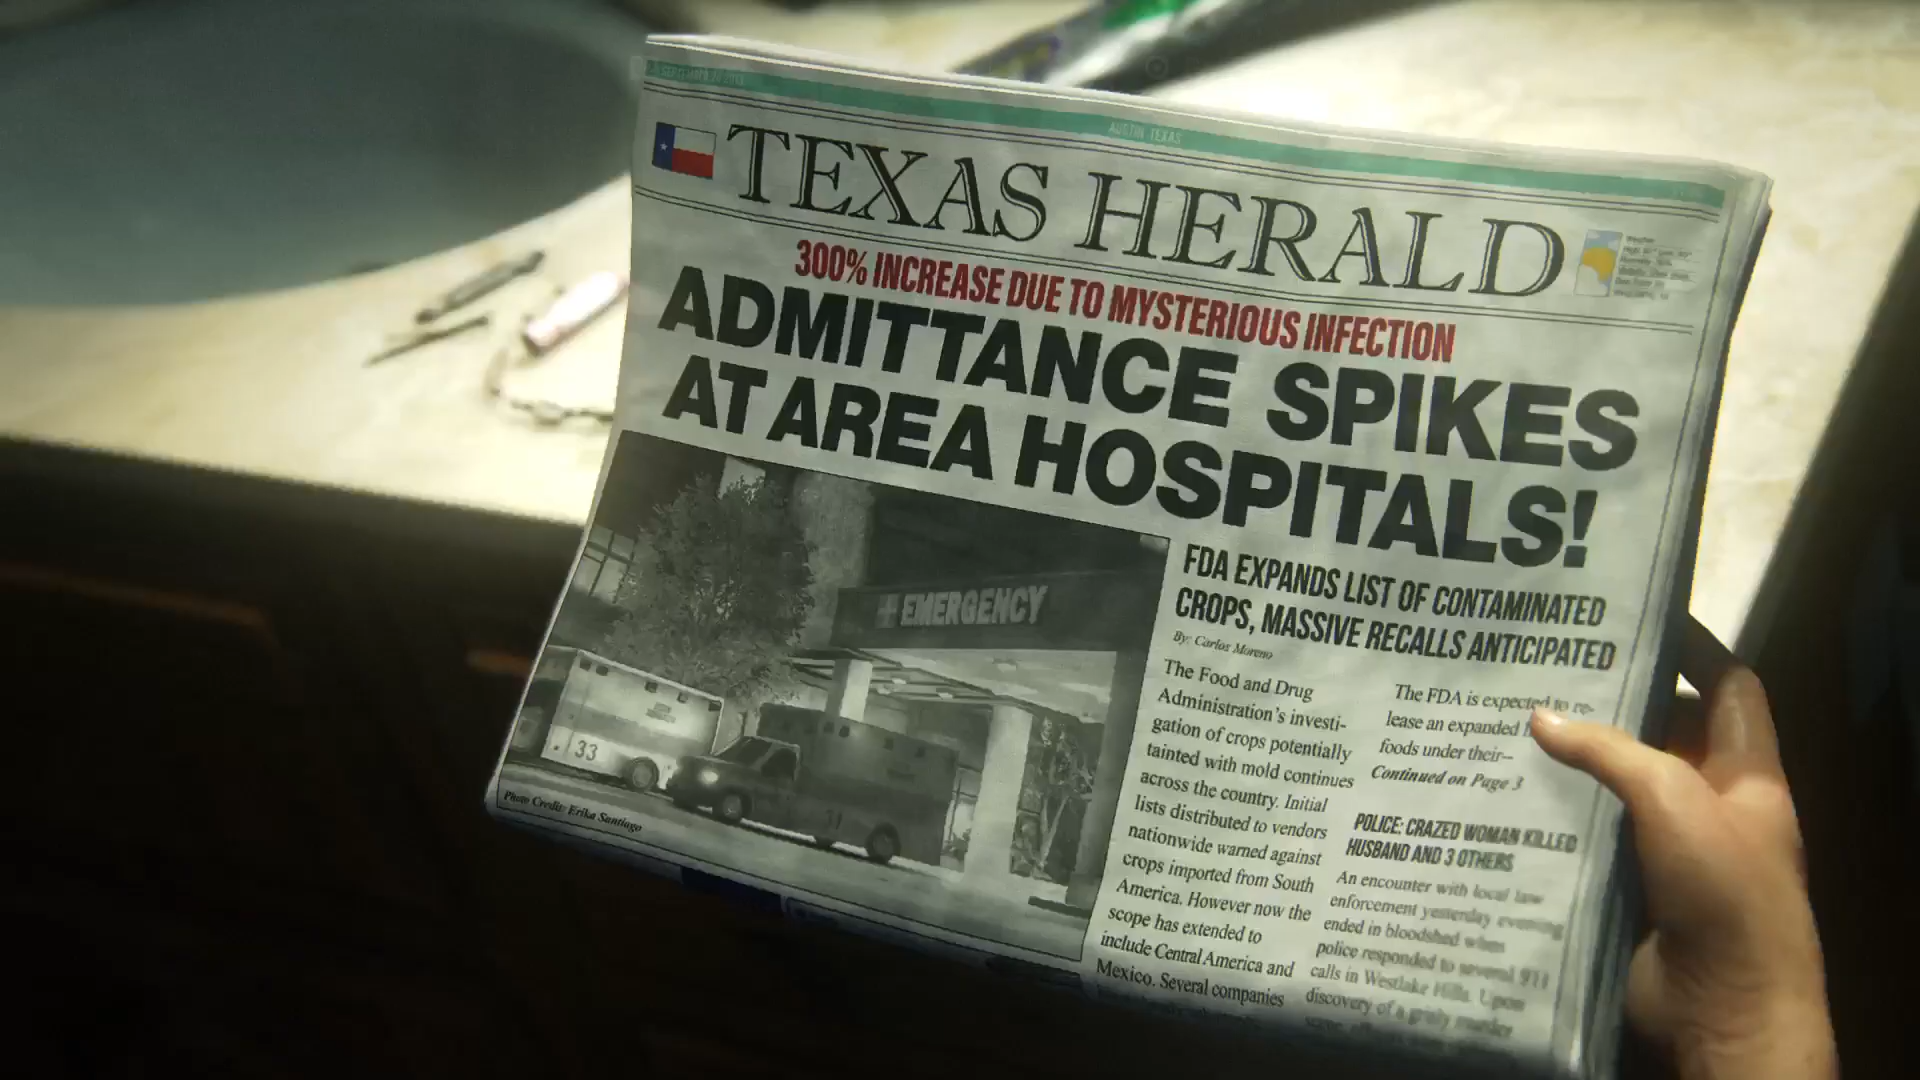 SEPTEMBER 26 2013
AUSTIN, TEXAS
TEXAS HERALD
300% INCREASE DUE TO MYSTERIOUS INFECTION
ADMITTANCE SPIKES
AT AREA HOSPITALS!
EMERGENCY
33
31
Photo Credit: Erika Santiago
FDA EXPANDS LIST OF CONTAMINATED
CROPS, MASSIVE RECALLS ANTICIPATED
By: Carlos Moreno
The Food and Drug
Administration's investi-
gation of crops potentially
tainted with mold continues
across the country. Initial
lists distributed to vendors
nationwide warned against
crops imported from South
America. However now the
scope has extended to
include Central America and
Mexico. Several companies
The FDA is expected to re-
lease an expanded
foods under their--
Continued on Page 3
POLICE: CRAZED WOMAN KILLED
HUSBAND AND 3 OTHERS
An encounter with local law
enforcement yesterday evening
ended in bloodshed when
police responded to several 911
calls in Westlake Hills. Upon
discovery of a grisly murder